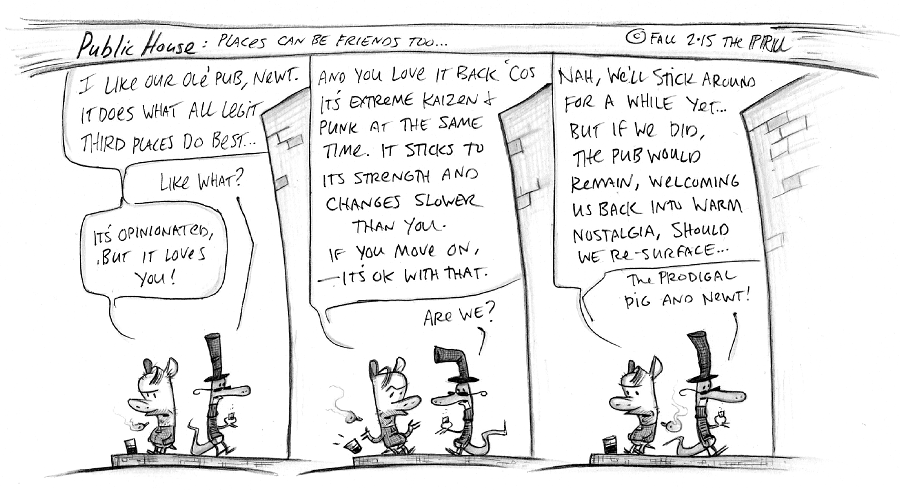 Public House: Places can be friends too...
© Fall 2.15 The
I like our ole' pub, Newt.
It does what all legit
third places do best...
Like what?
It's opinionated,
but it loves
you!
And you love it back 'cos
it's extreme kaizen &
punk at the same
time. It sticks to
its strength and
changes slower
than you.
If you move on,
—it's ok with that.
Are we?
Nah, we'll stick around
for a while yet...
But if we did,
the pub would
remain, welcoming
us back into warm
nostalgia, should
we re-surface...
The prodigal
pig and newt!